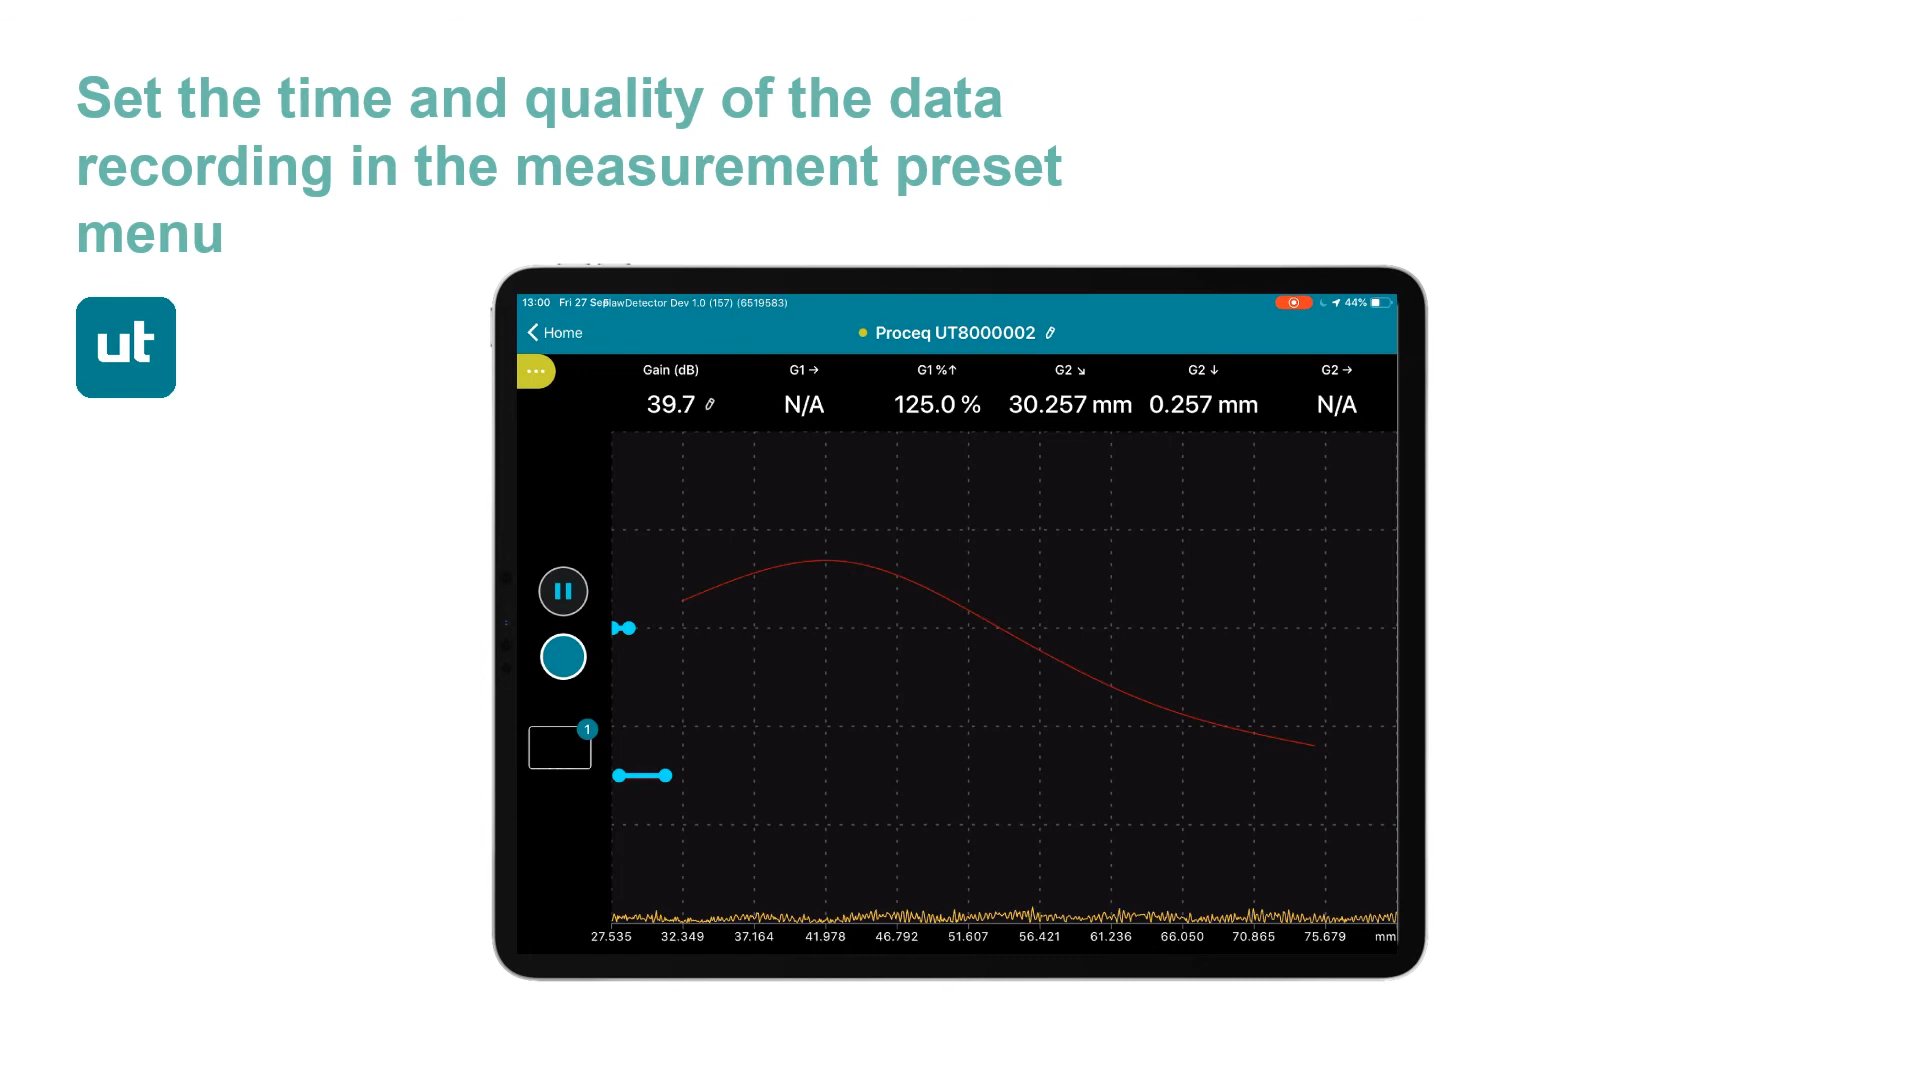 Set the time and quality of the data
recording in the measurement preset
menu
ut
13:00 Fri 27 Sep FlawDetector Dev 1.0 (157) (6519583) 44%
Home
Proceq UT8000002
Gain (dB) G1 → G1 %↑ G2 ↘ G2 ↓ G2 →
39.7 N/A 125.0 % 30.257 mm 0.257 mm N/A
1
27.535 32.349 37.164 41.978 46.792 51.607 56.421 61.236 66.050 70.865 75.679 mm